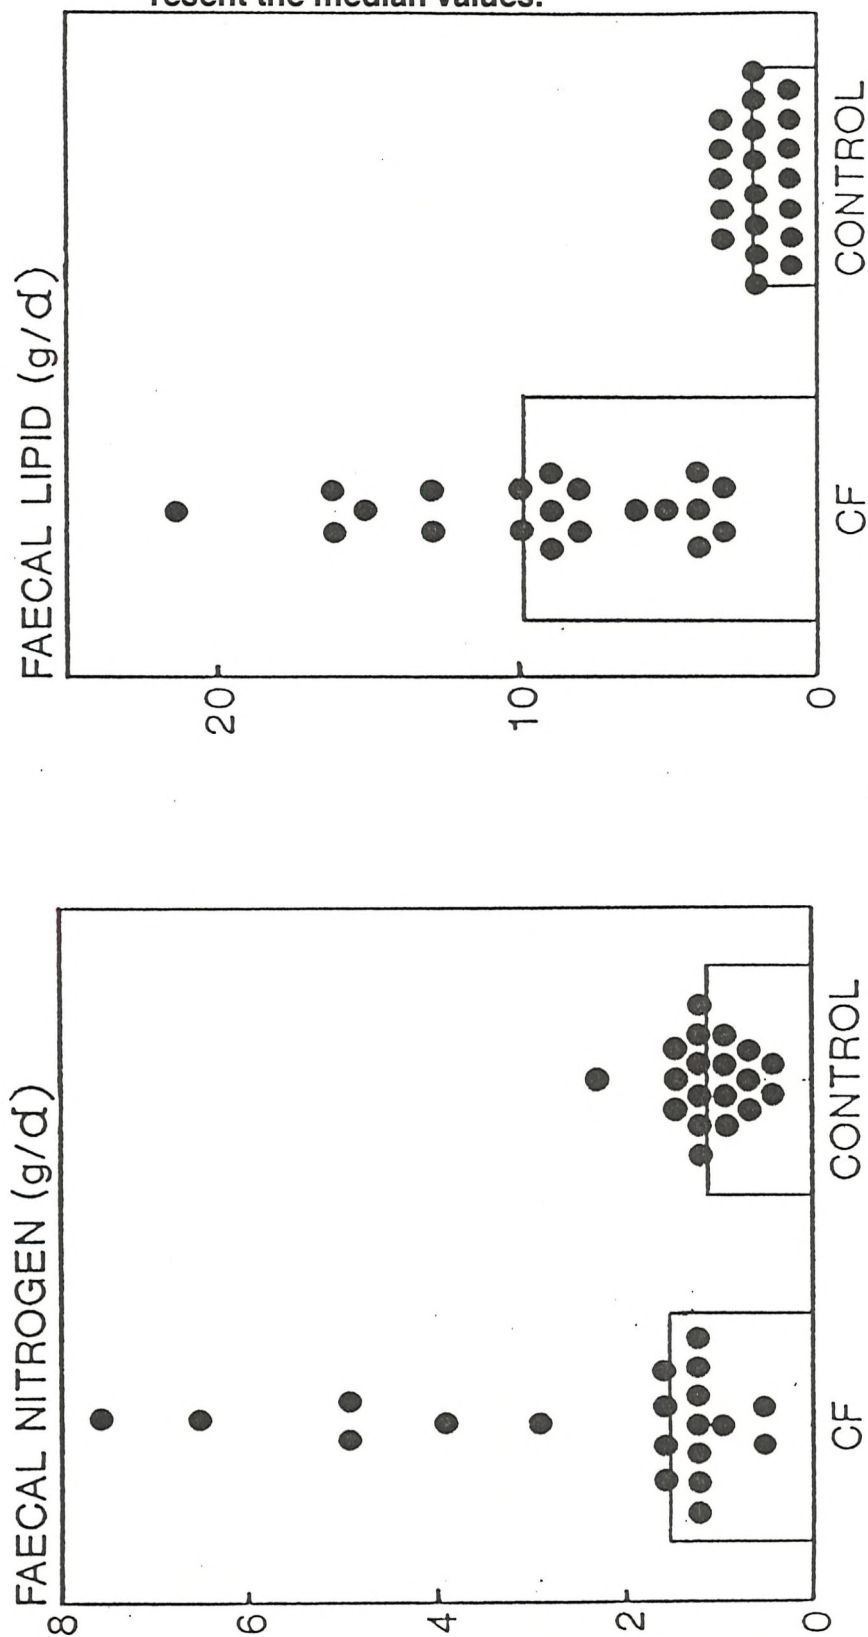 resent the median values.
FAECAL LIPID (g/d)
20
10
0
CF
CONTROL
FAECAL NITROGEN (g/d)
8
6
4
2
0
CF
CONTROL